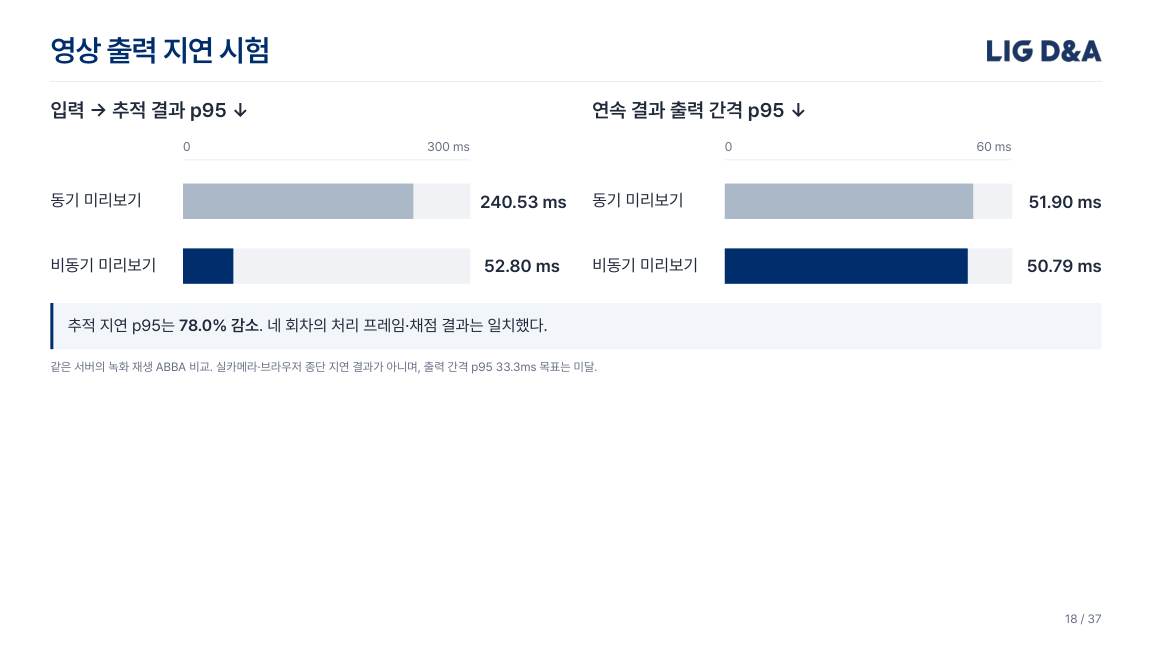 영상 출력 지연 시험
LIG D&A
입력 → 추적 결과 p95 ↓
0
300 ms
동기 미리보기
240.53 ms
비동기 미리보기
52.80 ms
연속 결과 출력 간격 p95 ↓
0
60 ms
동기 미리보기
51.90 ms
비동기 미리보기
50.79 ms
추적 지연 p95는 78.0% 감소. 네 회차의 처리 프레임·채점 결과는 일치했다.
같은 서버의 녹화 재생 ABBA 비교. 실카메라·브라우저 종단 지연 결과가 아니며, 출력 간격 p95 33.3ms 목표는 미달.
18 / 37